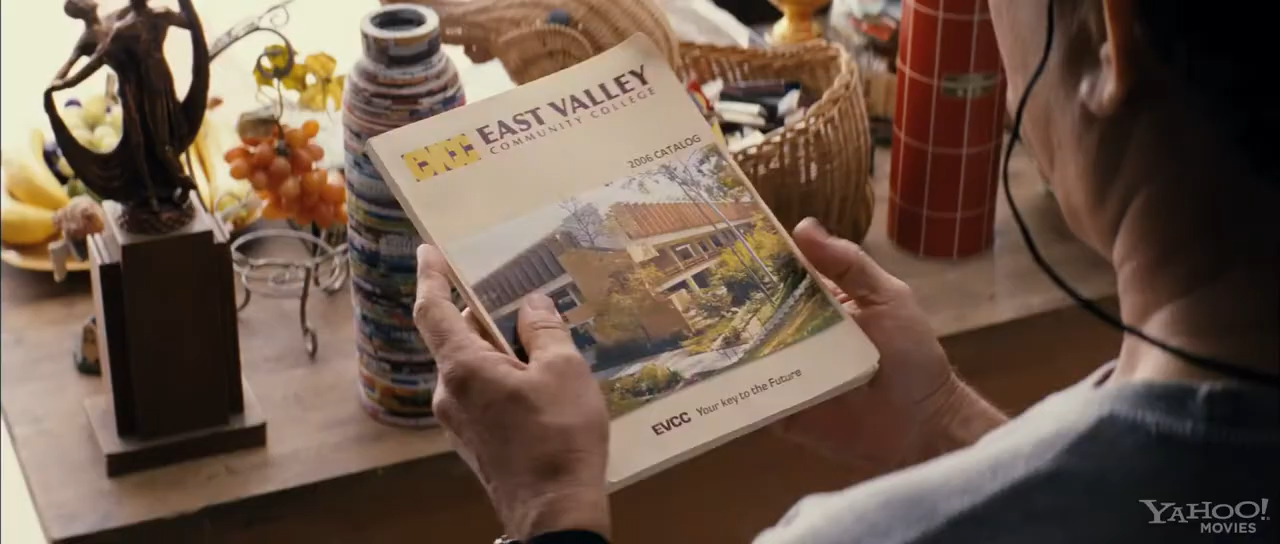 EVCC EAST VALLEY
COMMUNITY COLLEGE
2006 CATALOG
EVCC Your key to the Future
YAHOO!
MOVIES